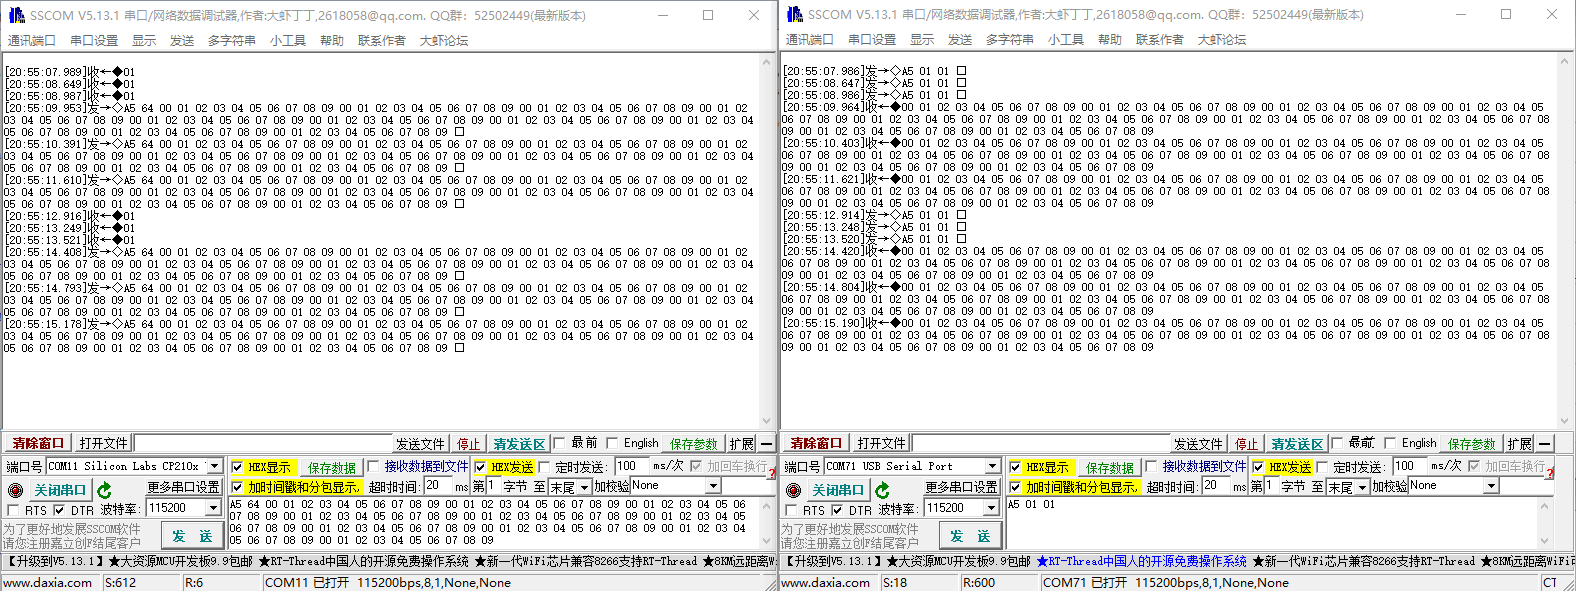 SSCOM V5.13.1 串口/网络数据调试器,作者:大虾丁丁,2618058@qq.com. QQ群：52502449(最新版本)
通讯端口 串口设置 显示 发送 多字符串 小工具 帮助 联系作者 大虾论坛
[20:55:07.989]收←◆01
[20:55:08.649]收←◆01
[20:55:08.987]收←◆01
[20:55:09.953]发→◇A5 64 00 01 02 03 04 05 06 07 08 09 00 01 02 03 04 05 06 07 08 09 00 01 02 03 04 05 06 07 08 09 00 01 02
03 04 05 06 07 08 09 00 01 02 03 04 05 06 07 08 09 00 01 02 03 04 05 06 07 08 09 00 01 02 03 04 05 06 07 08 09 00 01 02 03 04
05 06 07 08 09 00 01 02 03 04 05 06 07 08 09 00 01 02 03 04 05 06 07 08 09 □
[20:55:10.391]发→◇A5 64 00 01 02 03 04 05 06 07 08 09 00 01 02 03 04 05 06 07 08 09 00 01 02 03 04 05 06 07 08 09 00 01 02
03 04 05 06 07 08 09 00 01 02 03 04 05 06 07 08 09 00 01 02 03 04 05 06 07 08 09 00 01 02 03 04 05 06 07 08 09 00 01 02 03 04
05 06 07 08 09 00 01 02 03 04 05 06 07 08 09 00 01 02 03 04 05 06 07 08 09 □
[20:55:11.610]发→◇A5 64 00 01 02 03 04 05 06 07 08 09 00 01 02 03 04 05 06 07 08 09 00 01 02 03 04 05 06 07 08 09 00 01 02
03 04 05 06 07 08 09 00 01 02 03 04 05 06 07 08 09 00 01 02 03 04 05 06 07 08 09 00 01 02 03 04 05 06 07 08 09 00 01 02 03 04
05 06 07 08 09 00 01 02 03 04 05 06 07 08 09 00 01 02 03 04 05 06 07 08 09 □
[20:55:12.916]收←◆01
[20:55:13.249]收←◆01
[20:55:13.521]收←◆01
[20:55:14.408]发→◇A5 64 00 01 02 03 04 05 06 07 08 09 00 01 02 03 04 05 06 07 08 09 00 01 02 03 04 05 06 07 08 09 00 01 02
03 04 05 06 07 08 09 00 01 02 03 04 05 06 07 08 09 00 01 02 03 04 05 06 07 08 09 00 01 02 03 04 05 06 07 08 09 00 01 02 03 04
05 06 07 08 09 00 01 02 03 04 05 06 07 08 09 00 01 02 03 04 05 06 07 08 09 □
[20:55:14.793]发→◇A5 64 00 01 02 03 04 05 06 07 08 09 00 01 02 03 04 05 06 07 08 09 00 01 02 03 04 05 06 07 08 09 00 01 02
03 04 05 06 07 08 09 00 01 02 03 04 05 06 07 08 09 00 01 02 03 04 05 06 07 08 09 00 01 02 03 04 05 06 07 08 09 00 01 02 03 04
05 06 07 08 09 00 01 02 03 04 05 06 07 08 09 00 01 02 03 04 05 06 07 08 09 □
[20:55:15.178]发→◇A5 64 00 01 02 03 04 05 06 07 08 09 00 01 02 03 04 05 06 07 08 09 00 01 02 03 04 05 06 07 08 09 00 01 02
03 04 05 06 07 08 09 00 01 02 03 04 05 06 07 08 09 00 01 02 03 04 05 06 07 08 09 00 01 02 03 04 05 06 07 08 09 00 01 02 03 04
05 06 07 08 09 00 01 02 03 04 05 06 07 08 09 00 01 02 03 04 05 06 07 08 09 □
清除窗口 打开文件 发送文件 停止 清发送区 最前 English 保存参数 扩展 —
端口号 COM11 Silicon Labs CP210x HEX显示 保存数据 接收数据到文件 HEX发送 定时发送: 100 ms/次 加回车换行
关闭串口 更多串口设置 加时间戳和分包显示, 超时时间: 20 ms 第1 字节 至 末尾 加校验 None
RTS DTR 波特率: 115200
为了更好地发展SSCOM软件
请您注册嘉立创F结尾客户
发 送
A5 64 00 01 02 03 04 05 06 07 08 09 00 01 02 03 04 05 06 07 08 09 00 01 02 03 04 05 06
07 08 09 00 01 02 03 04 05 06 07 08 09 00 01 02 03 04 05 06 07 08 09 00 01 02 03 04 05
06 07 08 09 00 01 02 03 04 05 06 07 08 09 00 01 02 03 04 05 06 07 08 09 00 01 02 03 04
05 06 07 08 09 00 01 02 03 04 05 06 07 08 09
【升级到V5.13.1】★大资源MCU开发板9.9包邮 ★RT-Thread中国人的开源免费操作系统 ★新一代WiFi芯片兼容8266支持RT-Thread ★8KM远距离W
www.daxia.com S:612 R:6 COM11 已打开 115200bps,8,1,None,None
SSCOM V5.13.1 串口/网络数据调试器,作者:大虾丁丁,2618058@qq.com. QQ群：52502449(最新版本)
通讯端口 串口设置 显示 发送 多字符串 小工具 帮助 联系作者 大虾论坛
[20:55:07.986]发→◇A5 01 01 □
[20:55:08.647]发→◇A5 01 01 □
[20:55:08.986]发→◇A5 01 01 □
[20:55:09.964]收←◆00 01 02 03 04 05 06 07 08 09 00 01 02 03 04 05 06 07 08 09 00 01 02 03 04 05 06 07 08 09 00 01 02 03 04 05
06 07 08 09 00 01 02 03 04 05 06 07 08 09 00 01 02 03 04 05 06 07 08 09 00 01 02 03 04 05 06 07 08 09 00 01 02 03 04 05 06 07 08
09 00 01 02 03 04 05 06 07 08 09 00 01 02 03 04 05 06 07 08 09
[20:55:10.403]收←◆00 01 02 03 04 05 06 07 08 09 00 01 02 03 04 05 06 07 08 09 00 01 02 03 04 05 06 07 08 09 00 01 02 03 04 05
06 07 08 09 00 01 02 03 04 05 06 07 08 09 00 01 02 03 04 05 06 07 08 09 00 01 02 03 04 05 06 07 08 09 00 01 02 03 04 05 06 07 08
09 00 01 02 03 04 05 06 07 08 09 00 01 02 03 04 05 06 07 08 09
[20:55:11.621]收←◆00 01 02 03 04 05 06 07 08 09 00 01 02 03 04 05 06 07 08 09 00 01 02 03 04 05 06 07 08 09 00 01 02 03 04 05
06 07 08 09 00 01 02 03 04 05 06 07 08 09 00 01 02 03 04 05 06 07 08 09 00 01 02 03 04 05 06 07 08 09 00 01 02 03 04 05 06 07 08
09 00 01 02 03 04 05 06 07 08 09 00 01 02 03 04 05 06 07 08 09
[20:55:12.914]发→◇A5 01 01 □
[20:55:13.248]发→◇A5 01 01 □
[20:55:13.520]发→◇A5 01 01 □
[20:55:14.420]收←◆00 01 02 03 04 05 06 07 08 09 00 01 02 03 04 05 06 07 08 09 00 01 02 03 04 05 06 07 08 09 00 01 02 03 04 05
06 07 08 09 00 01 02 03 04 05 06 07 08 09 00 01 02 03 04 05 06 07 08 09 00 01 02 03 04 05 06 07 08 09 00 01 02 03 04 05 06 07 08
09 00 01 02 03 04 05 06 07 08 09 00 01 02 03 04 05 06 07 08 09
[20:55:14.804]收←◆00 01 02 03 04 05 06 07 08 09 00 01 02 03 04 05 06 07 08 09 00 01 02 03 04 05 06 07 08 09 00 01 02 03 04 05
06 07 08 09 00 01 02 03 04 05 06 07 08 09 00 01 02 03 04 05 06 07 08 09 00 01 02 03 04 05 06 07 08 09 00 01 02 03 04 05 06 07 08
09 00 01 02 03 04 05 06 07 08 09 00 01 02 03 04 05 06 07 08 09
[20:55:15.190]收←◆00 01 02 03 04 05 06 07 08 09 00 01 02 03 04 05 06 07 08 09 00 01 02 03 04 05 06 07 08 09 00 01 02 03 04 05
06 07 08 09 00 01 02 03 04 05 06 07 08 09 00 01 02 03 04 05 06 07 08 09 00 01 02 03 04 05 06 07 08 09 00 01 02 03 04 05 06 07 08
09 00 01 02 03 04 05 06 07 08 09 00 01 02 03 04 05 06 07 08 09
清除窗口 打开文件 发送文件 停止 清发送区 最前 English 保存参数 扩展 —
端口号 COM71 USB Serial Port HEX显示 保存数据 接收数据到文件 HEX发送 定时发送: 100 ms/次 加回车换行
关闭串口 更多串口设置 加时间戳和分包显示, 超时时间: 20 ms 第1 字节 至 末尾 加校验 None
RTS DTR 波特率: 115200
为了更好地发展SSCOM软件
请您注册嘉立创F结尾客户
发 送
A5 01 01
【升级到V5.13.1】★大资源MCU开发板9.9包邮 ★RT-Thread中国人的开源免费操作系统 ★新一代WiFi芯片兼容8266支持RT-Thread ★8KM远距离WiFi
www.daxia.com S:18 R:600 COM71 已打开 115200bps,8,1,None,None CT